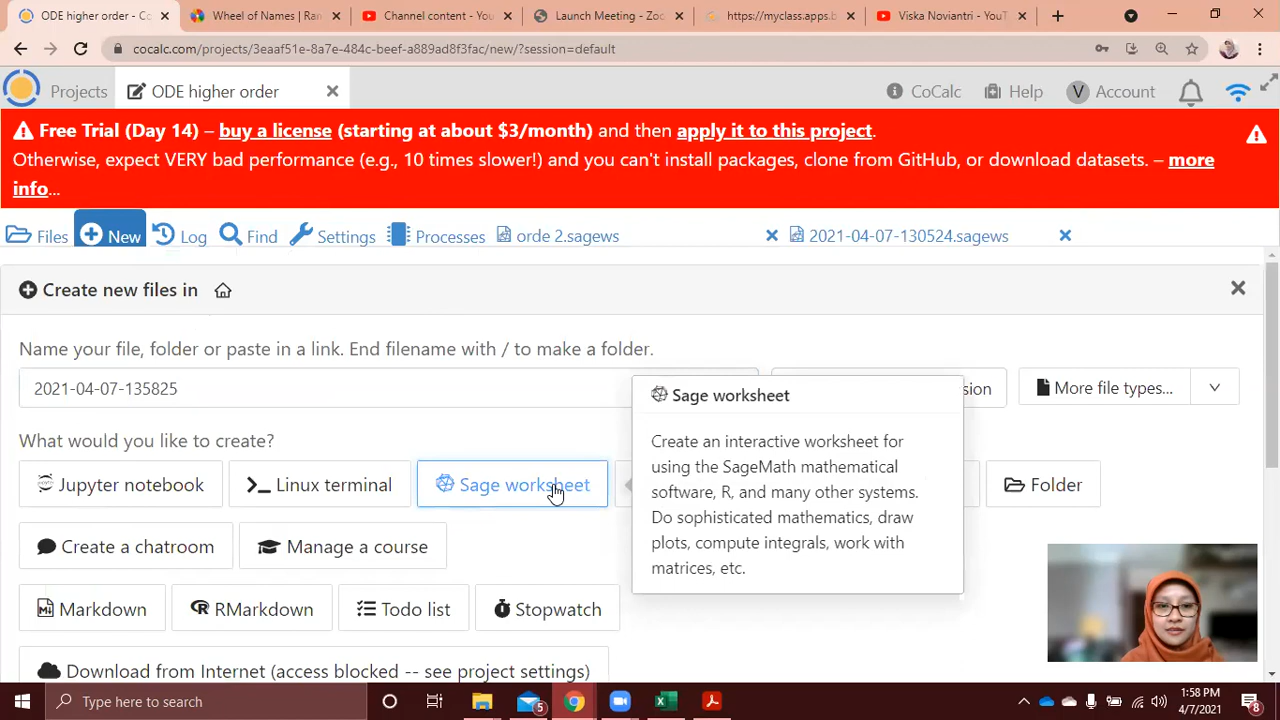 ODE higher order - Co
Wheel of Names | Ran
Channel content - You
Launch Meeting - Zoo
https://myclass.apps.b
Viska Noviantri - YouT
cocalc.com/projects/3eaaf51e-8a7e-484c-beef-a889ad8f3fac/new/?session=default
Projects
ODE higher order
CoCalc
Help
V
Account
Free Trial (Day 14) – buy a license (starting at about $3/month) and then apply it to this project.
Otherwise, expect VERY bad performance (e.g., 10 times slower!) and you can't install packages, clone from GitHub, or download datasets. – more
info...
Files
New
Log
Find
Settings
Processes
orde 2.sagews
2021-04-07-130524.sagews
Create new files in
Name your file, folder or paste in a link. End filename with / to make a folder.
2021-04-07-135825
sion
More file types...
What would you like to create?
Jupyter notebook
Linux terminal
Sage worksheet
Folder
Sage worksheet
Create an interactive worksheet for
using the SageMath mathematical
software, R, and many other systems.
Do sophisticated mathematics, draw
plots, compute integrals, work with
matrices, etc.
Create a chatroom
Manage a course
Markdown
RMarkdown
Todo list
Stopwatch
Download from Internet (access blocked -- see project settings)
Type here to search
5
1:58 PM
4/7/2021
8